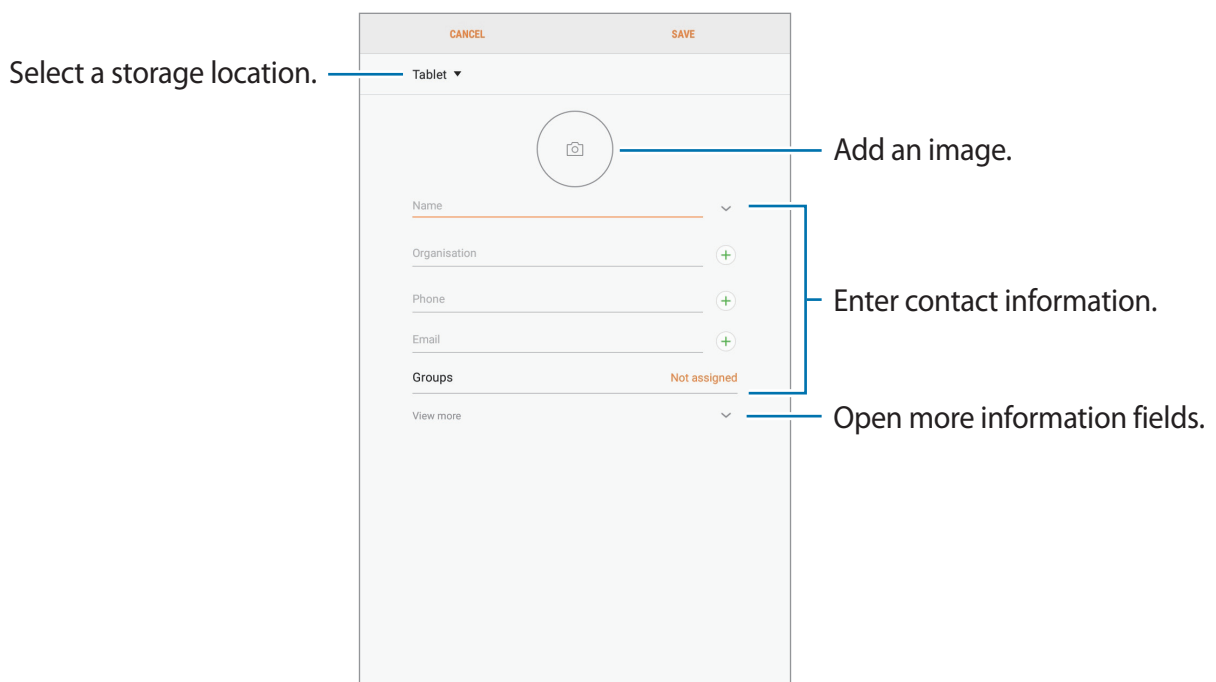 CANCEL SAVE
Select a storage location.
Tablet
Add an image.
Name
Organisation
Phone
Enter contact information.
Email
Groups Not assigned
View more
Open more information fields.